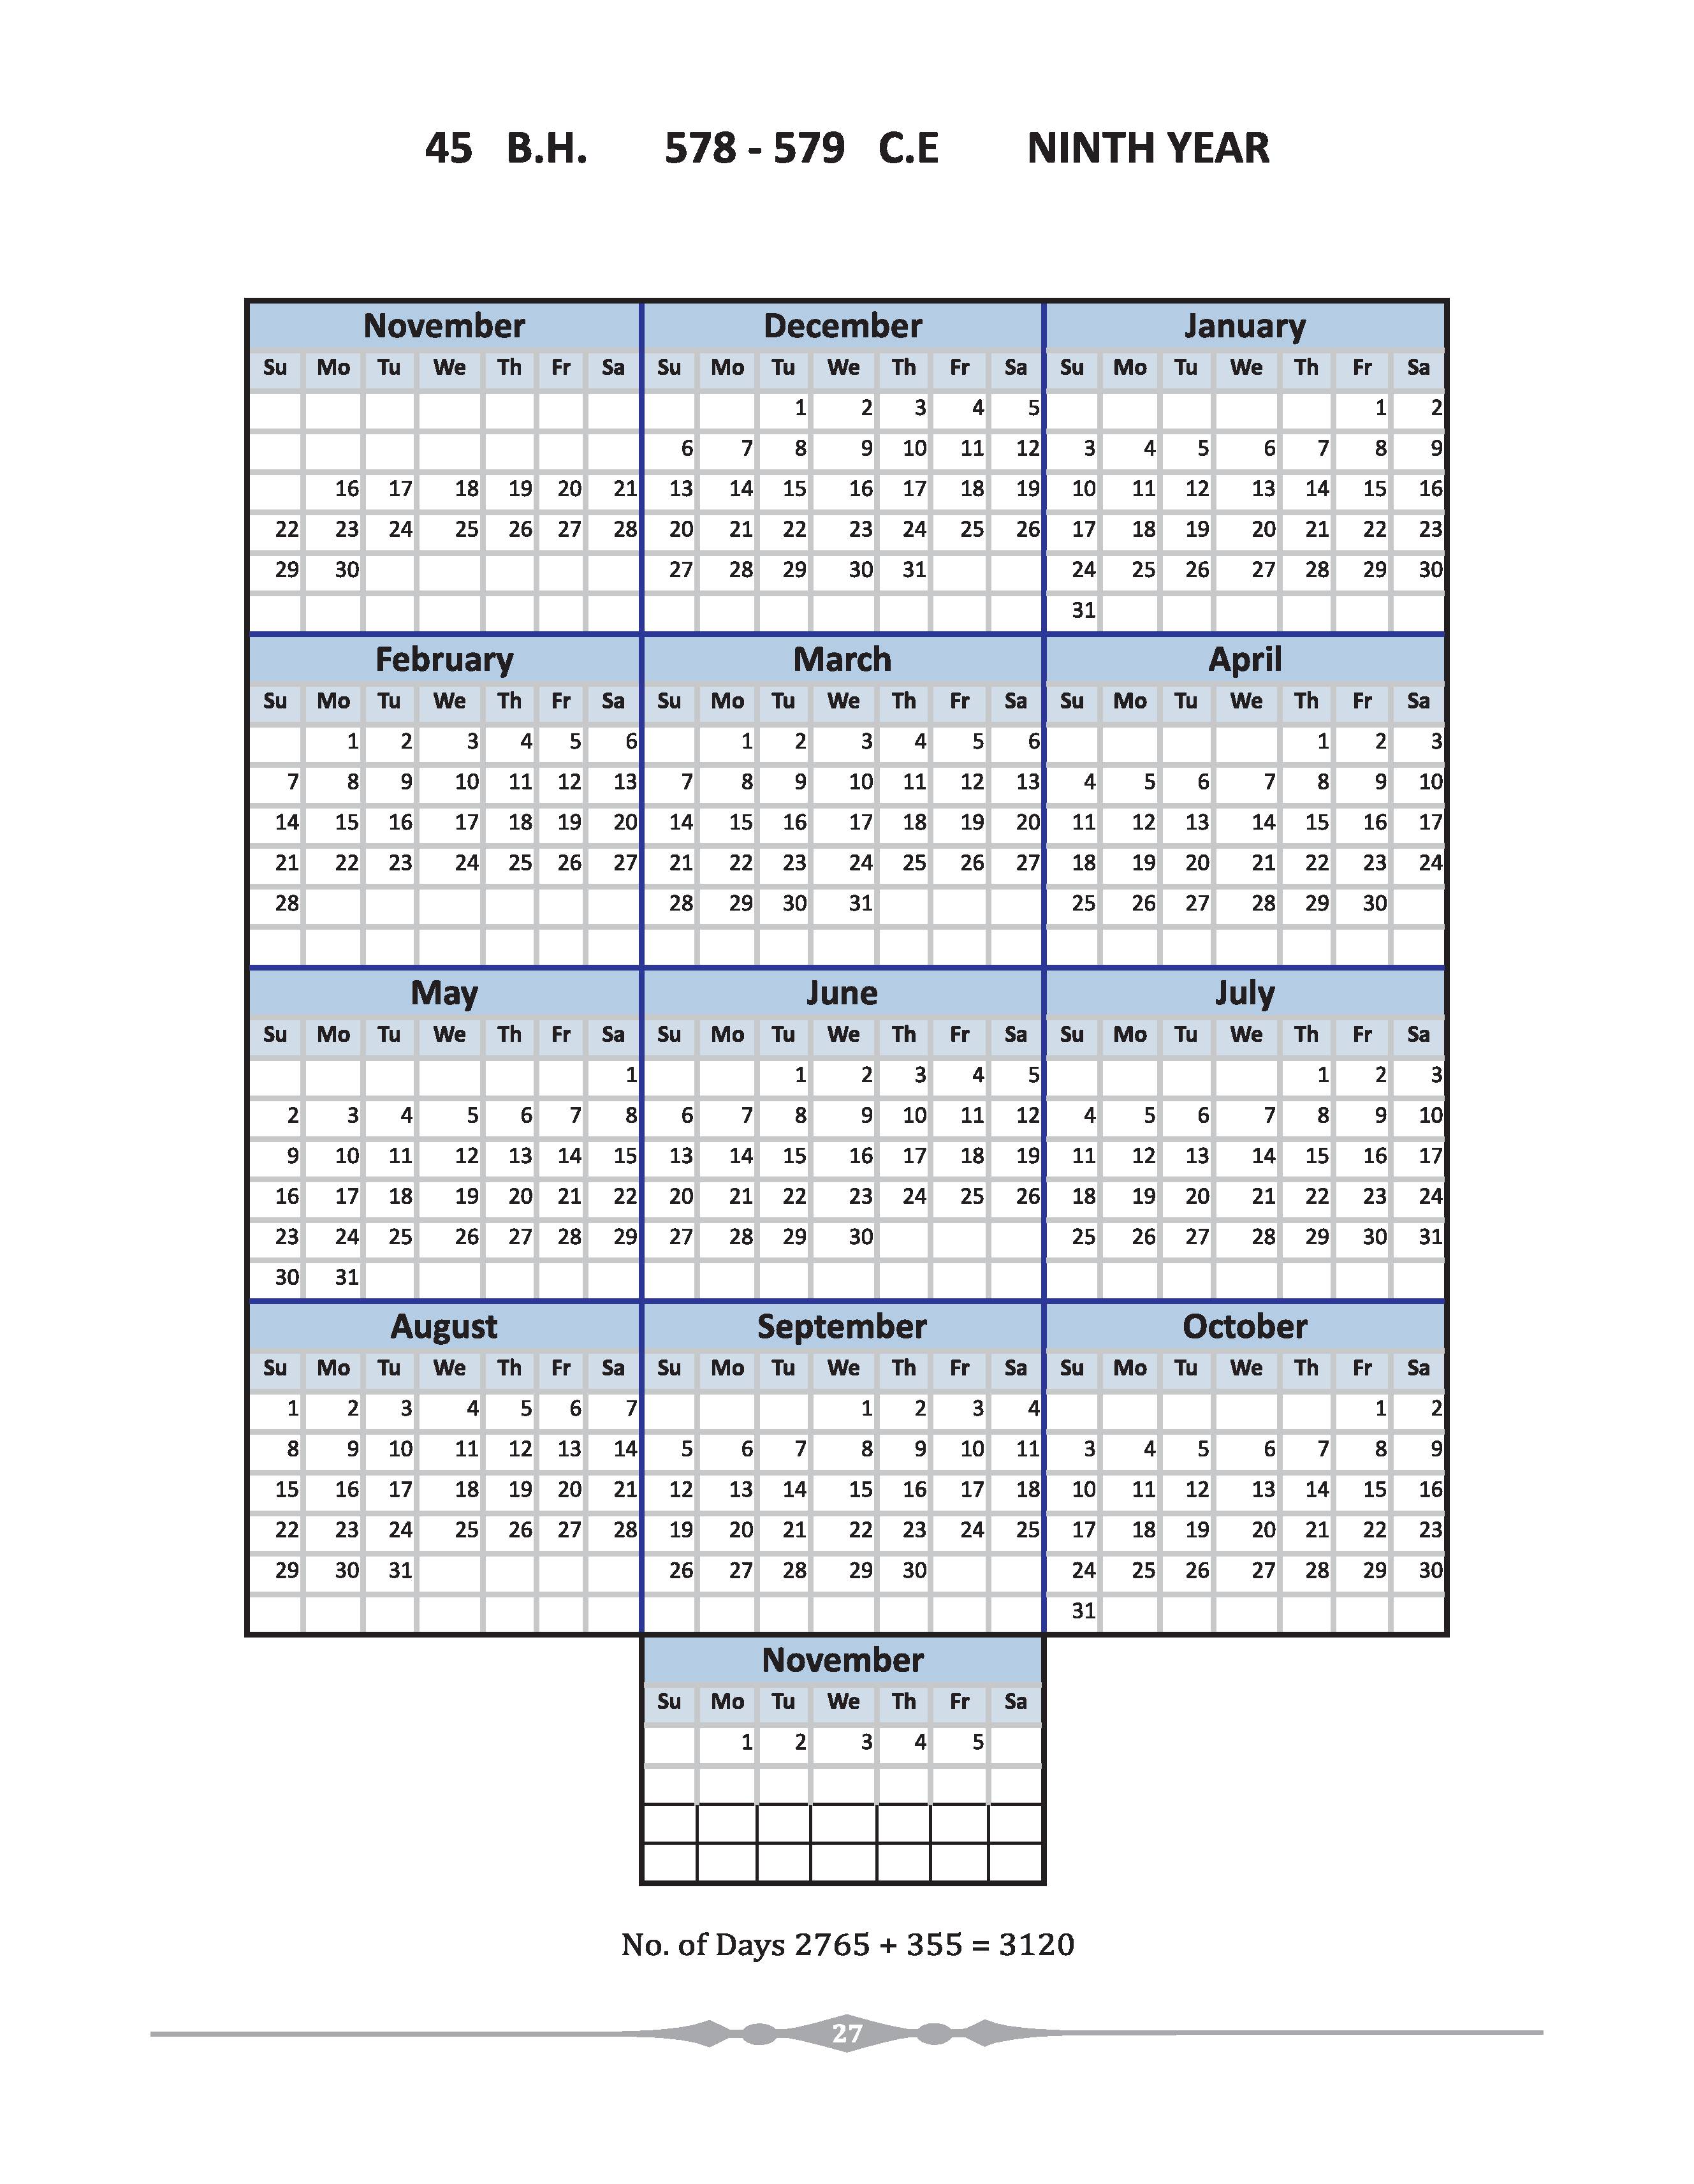 45 B.H. 578 - 579 C.E NINTH YEAR
November December January
Su Mo Tu We Th Fr Sa Su Mo Tu We Th Fr Sa Su Mo Tu We Th Fr Sa
1 2 3 4 5 1 2
6 7 8 9 10 11 12 3 4 5 6 7 8 9
16 17 18 19 20 21 13 14 15 16 17 18 19 10 11 12 13 14 15 16
22 23 24 25 26 27 28 20 21 22 23 24 25 26 17 18 19 20 21 22 23
29 30 27 28 29 30 31 24 25 26 27 28 29 30
31
February March April
Su Mo Tu We Th Fr Sa Su Mo Tu We Th Fr Sa Su Mo Tu We Th Fr Sa
1 2 3 4 5 6 1 2 3 4 5 6 1 2 3
7 8 9 10 11 12 13 7 8 9 10 11 12 13 4 5 6 7 8 9 10
14 15 16 17 18 19 20 14 15 16 17 18 19 20 11 12 13 14 15 16 17
21 22 23 24 25 26 27 21 22 23 24 25 26 27 18 19 20 21 22 23 24
28 28 29 30 31 25 26 27 28 29 30
May June July
Su Mo Tu We Th Fr Sa Su Mo Tu We Th Fr Sa Su Mo Tu We Th Fr Sa
1 1 2 3 4 5 1 2 3
2 3 4 5 6 7 8 6 7 8 9 10 11 12 4 5 6 7 8 9 10
9 10 11 12 13 14 15 13 14 15 16 17 18 19 11 12 13 14 15 16 17
16 17 18 19 20 21 22 20 21 22 23 24 25 26 18 19 20 21 22 23 24
23 24 25 26 27 28 29 27 28 29 30 25 26 27 28 29 30 31
30 31
August September October
Su Mo Tu We Th Fr Sa Su Mo Tu We Th Fr Sa Su Mo Tu We Th Fr Sa
1 2 3 4 5 6 7 1 2 3 4 1 2
8 9 10 11 12 13 14 5 6 7 8 9 10 11 3 4 5 6 7 8 9
15 16 17 18 19 20 21 12 13 14 15 16 17 18 10 11 12 13 14 15 16
22 23 24 25 26 27 28 19 20 21 22 23 24 25 17 18 19 20 21 22 23
29 30 31 26 27 28 29 30 24 25 26 27 28 29 30
31
November
Su Mo Tu We Th Fr Sa
1 2 3 4 5
No. of Days 2765 + 355 = 3120
27